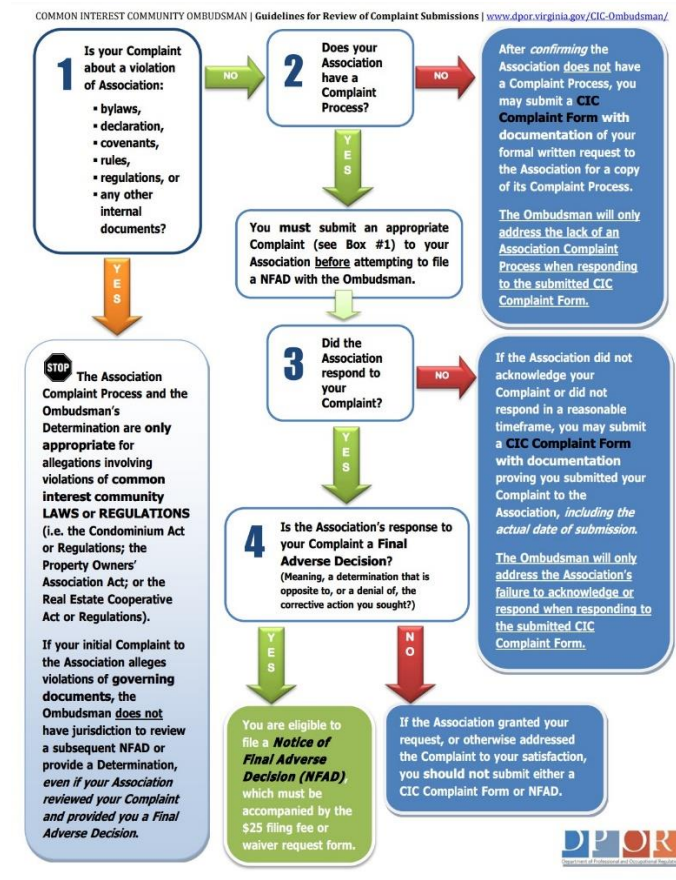 COMMON INTEREST COMMUNITY OMBUDSMAN | Guidelines for Review of Complaint Submissions | www.dpor.virginia.gov/CIC-Ombudsman/
1
Is your Complaint
about a violation
of Association:
▪ bylaws,
▪ declaration,
▪ covenants,
▪ rules,
▪ regulations, or
▪ any other
internal
documents?
NO
2
Does your
Association
have a
Complaint
Process?
NO
After confirming the
Association does not have
a Complaint Process, you
may submit a CIC
Complaint Form with
documentation of your
formal written request to
the Association for a copy
of its Complaint Process.
The Ombudsman will only
address the lack of an
Association Complaint
Process when responding
to the submitted CIC
Complaint Form.
YES
You must submit an appropriate
Complaint (see Box #1) to your
Association before attempting to file
a NFAD with the Ombudsman.
YES
STOP The Association
Complaint Process and the
Ombudsman's
Determination are only
appropriate for
allegations involving
violations of common
interest community
LAWS or REGULATIONS
(i.e. the Condominium Act
or Regulations; the
Property Owners'
Association Act; or the
Real Estate Cooperative
Act or Regulations).
If your initial Complaint to
the Association alleges
violations of governing
documents, the
Ombudsman does not
have jurisdiction to review
a subsequent NFAD or
provide a Determination,
even if your Association
reviewed your Complaint
and provided you a Final
Adverse Decision.
3
Did the
Association
respond to
your
Complaint?
NO
If the Association did not
acknowledge your
Complaint or did not
respond in a reasonable
timeframe, you may submit
a CIC Complaint Form
with documentation
proving you submitted your
Complaint to the
Association, including the
actual date of submission.
The Ombudsman will only
address the Association's
failure to acknowledge or
respond when responding to
the submitted CIC
Complaint Form.
YES
4
Is the Association's response to
your Complaint a Final
Adverse Decision?
(Meaning, a determination that is
opposite to, or a denial of, the
corrective action you sought?)
YES
NO
You are eligible to
file a Notice of
Final Adverse
Decision (NFAD),
which must be
accompanied by the
$25 filing fee or
waiver request form.
If the Association granted your
request, or otherwise addressed
the Complaint to your satisfaction,
you should not submit either a
CIC Complaint Form or NFAD.
DPOR
Department of Professional and Occupational